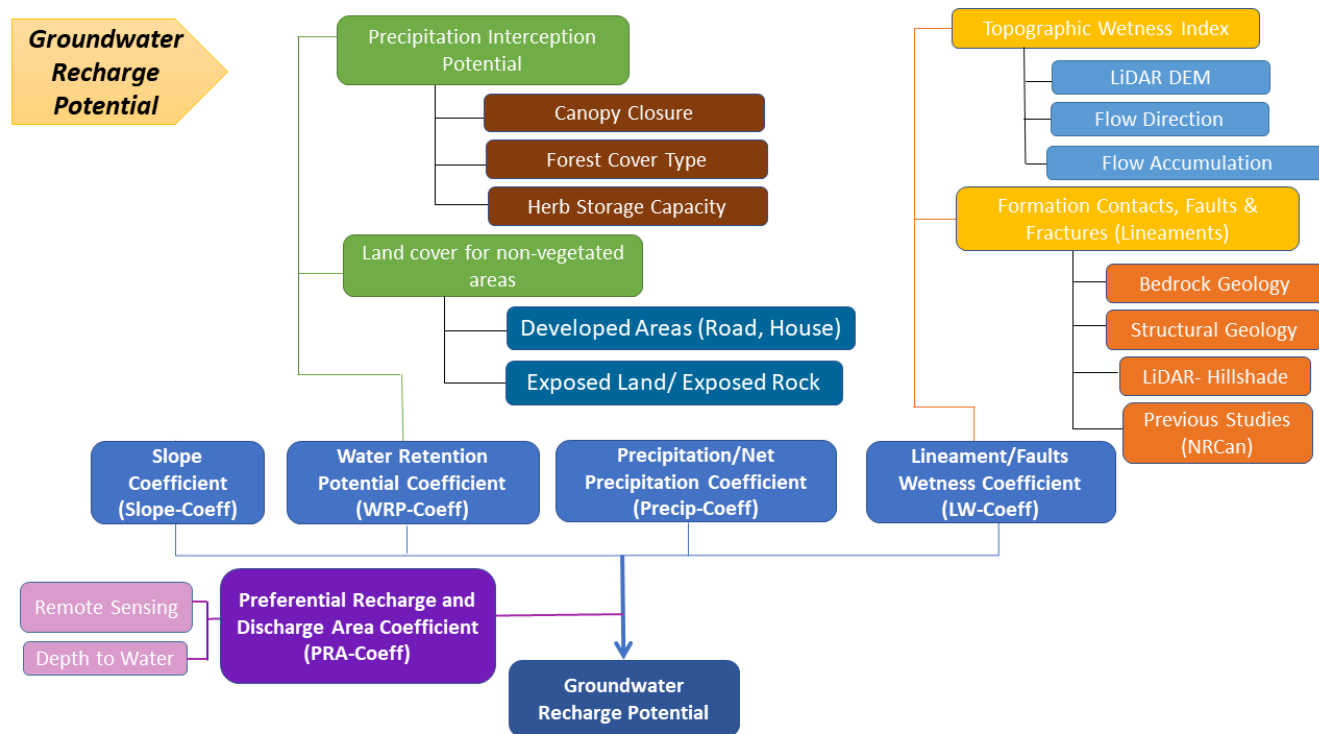 Groundwater
Recharge
Potential
Precipitation Interception
Potential
Canopy Closure
Forest Cover Type
Herb Storage Capacity
Land cover for non-vegetated
areas
Developed Areas (Road, House)
Exposed Land/ Exposed Rock
Topographic Wetness Index
LiDAR DEM
Flow Direction
Flow Accumulation
Formation Contacts, Faults &
Fractures (Lineaments)
Bedrock Geology
Structural Geology
LiDAR- Hillshade
Previous Studies
(NRCan)
Slope
Coefficient
(Slope-Coeff)
Water Retention
Potential Coefficient
(WRP-Coeff)
Precipitation/Net
Precipitation Coefficient
(Precip-Coeff)
Lineament/Faults
Wetness Coefficient
(LW-Coeff)
Remote Sensing
Depth to Water
Preferential Recharge and
Discharge Area Coefficient
(PRA-Coeff)
Groundwater
Recharge Potential